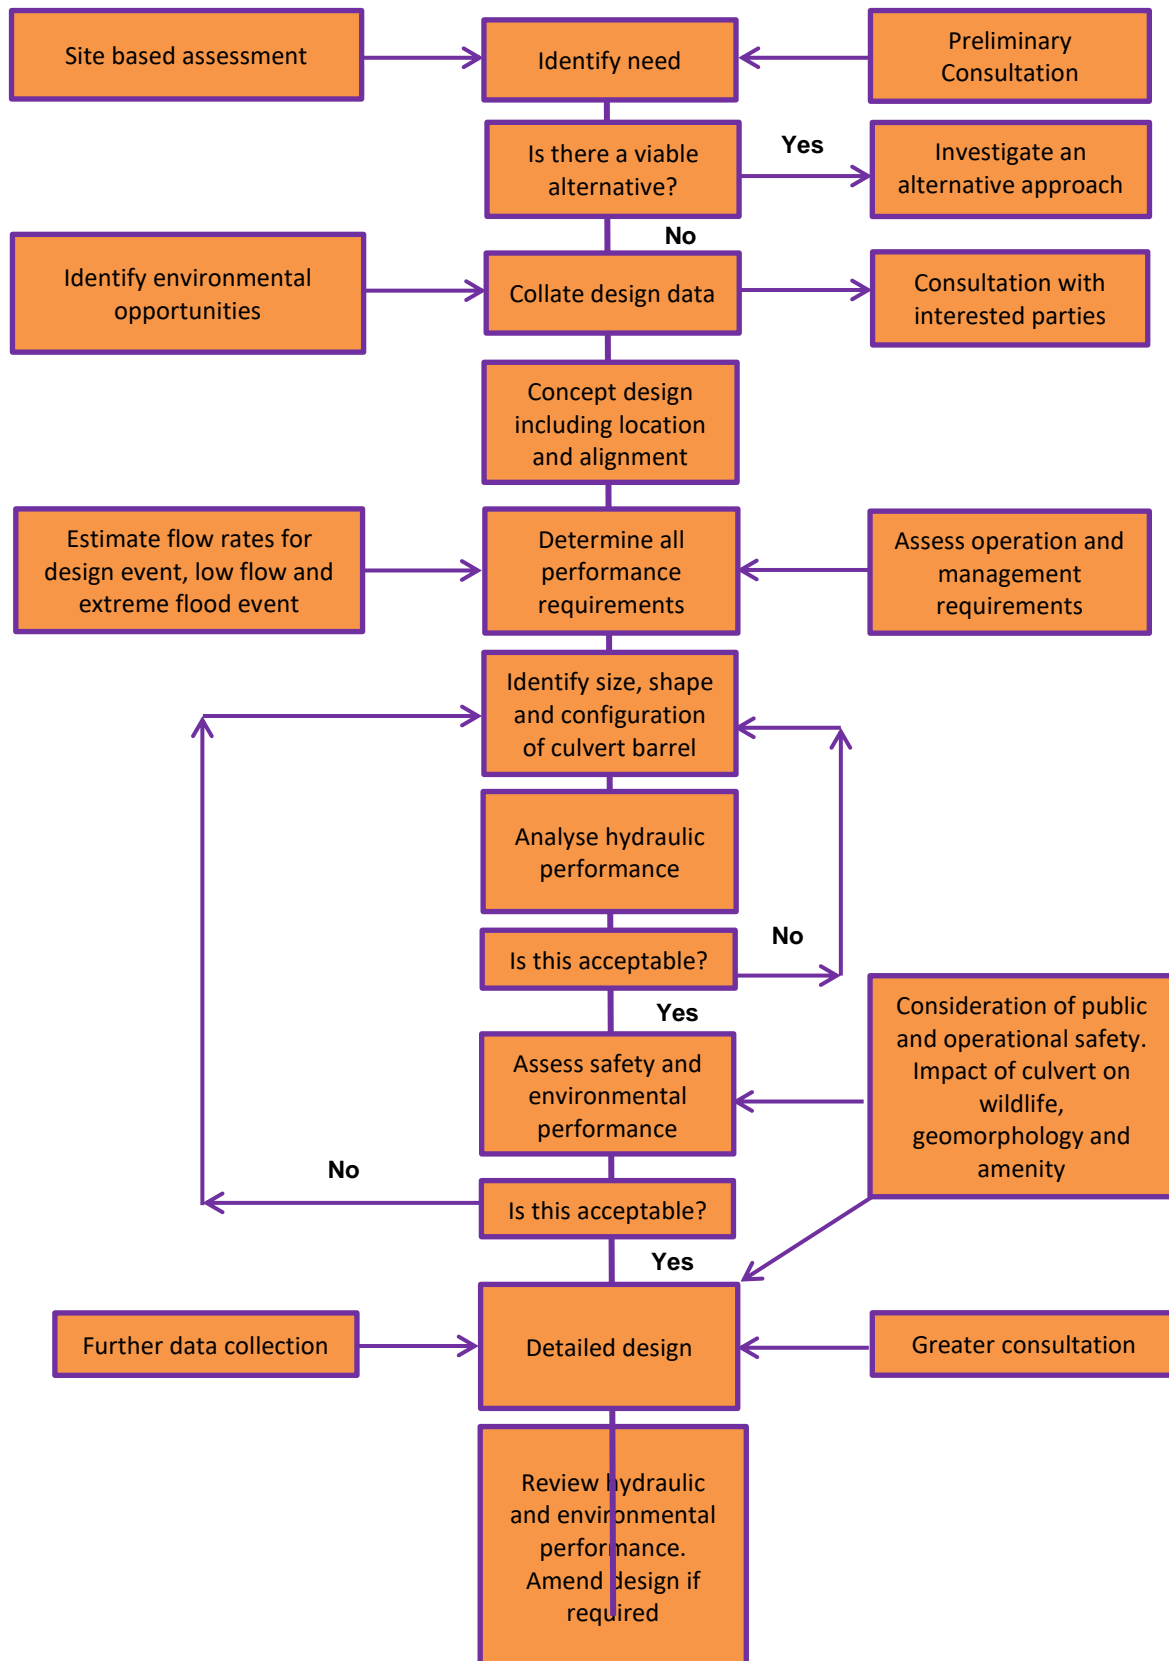 Site based assessment
Identify need
Preliminary
Consultation
Is there a viable
alternative?
Yes
Investigate an
alternative approach
No
Identify environmental
opportunities
Collate design data
Consultation with
interested parties
Concept design
including location
and alignment
Estimate flow rates for
design event, low flow and
extreme flood event
Determine all
performance
requirements
Assess operation and
management
requirements
Identify size, shape
and configuration
of culvert barrel
Analyse hydraulic
performance
Is this acceptable?
No
Yes
Assess safety and
environmental
performance
Consideration of public
and operational safety.
Impact of culvert on
wildlife,
geomorphology and
amenity
No
Is this acceptable?
Yes
Further data collection
Detailed design
Greater consultation
Review hydraulic
and environmental
performance.
Amend design if
required